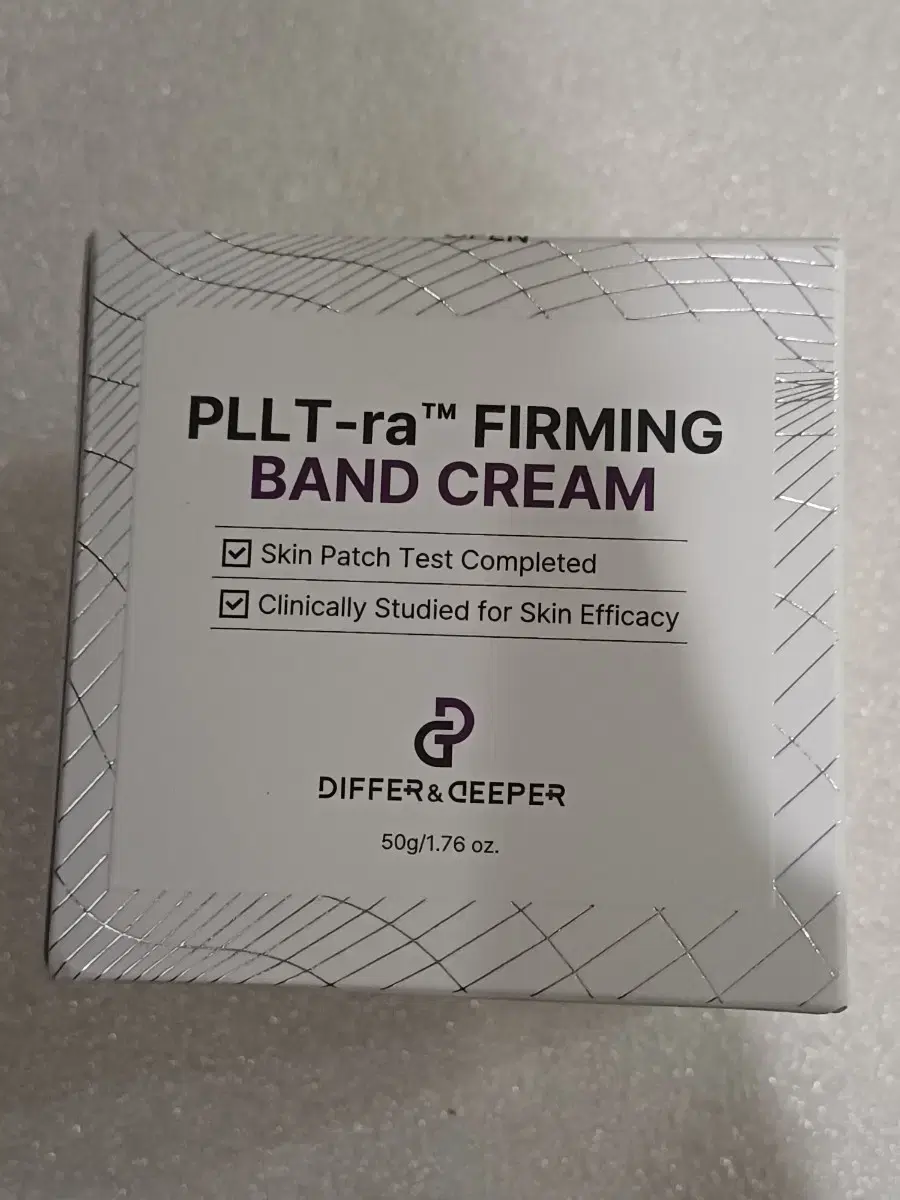 OPEN
PLLT-ra™ FIRMING
BAND CREAM
Skin Patch Test Completed
Clinically Studied for Skin Efficacy
DIFFER & DEEPER
50g/1.76 oz.